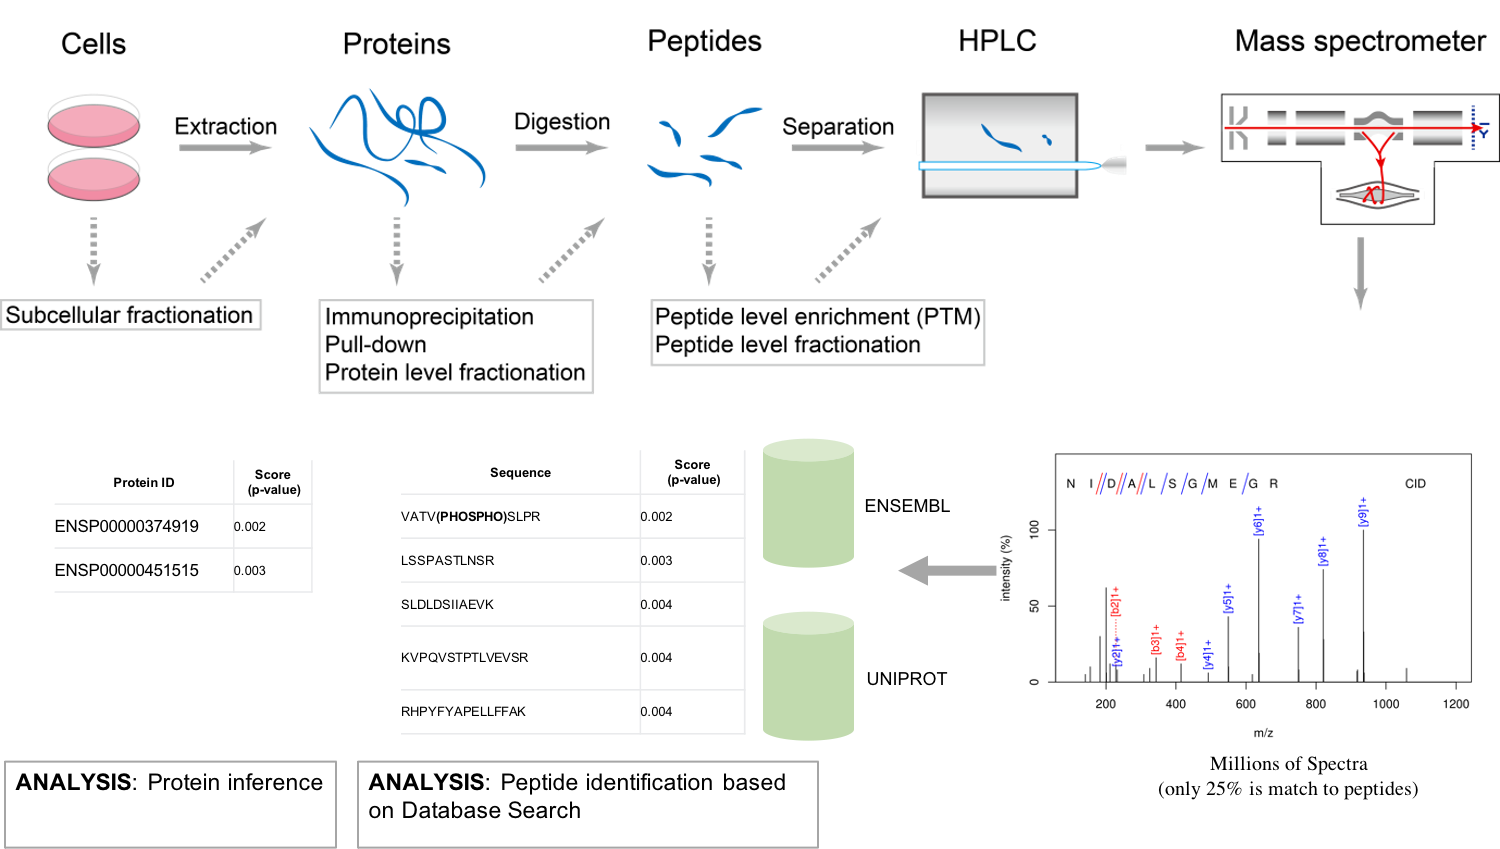 Cells
Proteins
Peptides
HPLC
Mass spectrometer
Extraction
Digestion
Separation
Subcellular fractionation
Immunoprecipitation
Pull-down
Protein level fractionation
Peptide level enrichment (PTM)
Peptide level fractionation
Protein ID
Score
(p-value)
ENSP00000374919
0.002
ENSP00000451515
0.003
Sequence
Score
(p-value)
VATV(PHOSPHO)SLPR
0.002
LSSPASTLNSR
0.003
SLDLDSIIAEVK
0.004
KVPQVSTPTLVEVSR
0.004
RHPYFYAPELLFFAK
0.004
ENSEMBL
UNIPROT
N I D A L S G M E G R
CID
intensity (%)
100
50
0
[b2]1+
[y2]1+
[b3]1+
[b4]1+
[y4]1+
[y5]1+
[y6]1+
[y7]1+
[y8]1+
[y9]1+
200 400 600 800 1000 1200
m/z
Millions of Spectra
(only 25% is match to peptides)
ANALYSIS: Protein inference
ANALYSIS: Peptide identification based
on Database Search